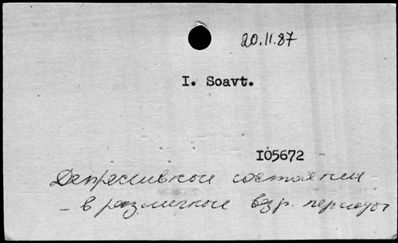 20.11.87
I. Soavt.
I05672
Депрессивные состояния
- в различные возр. периоды